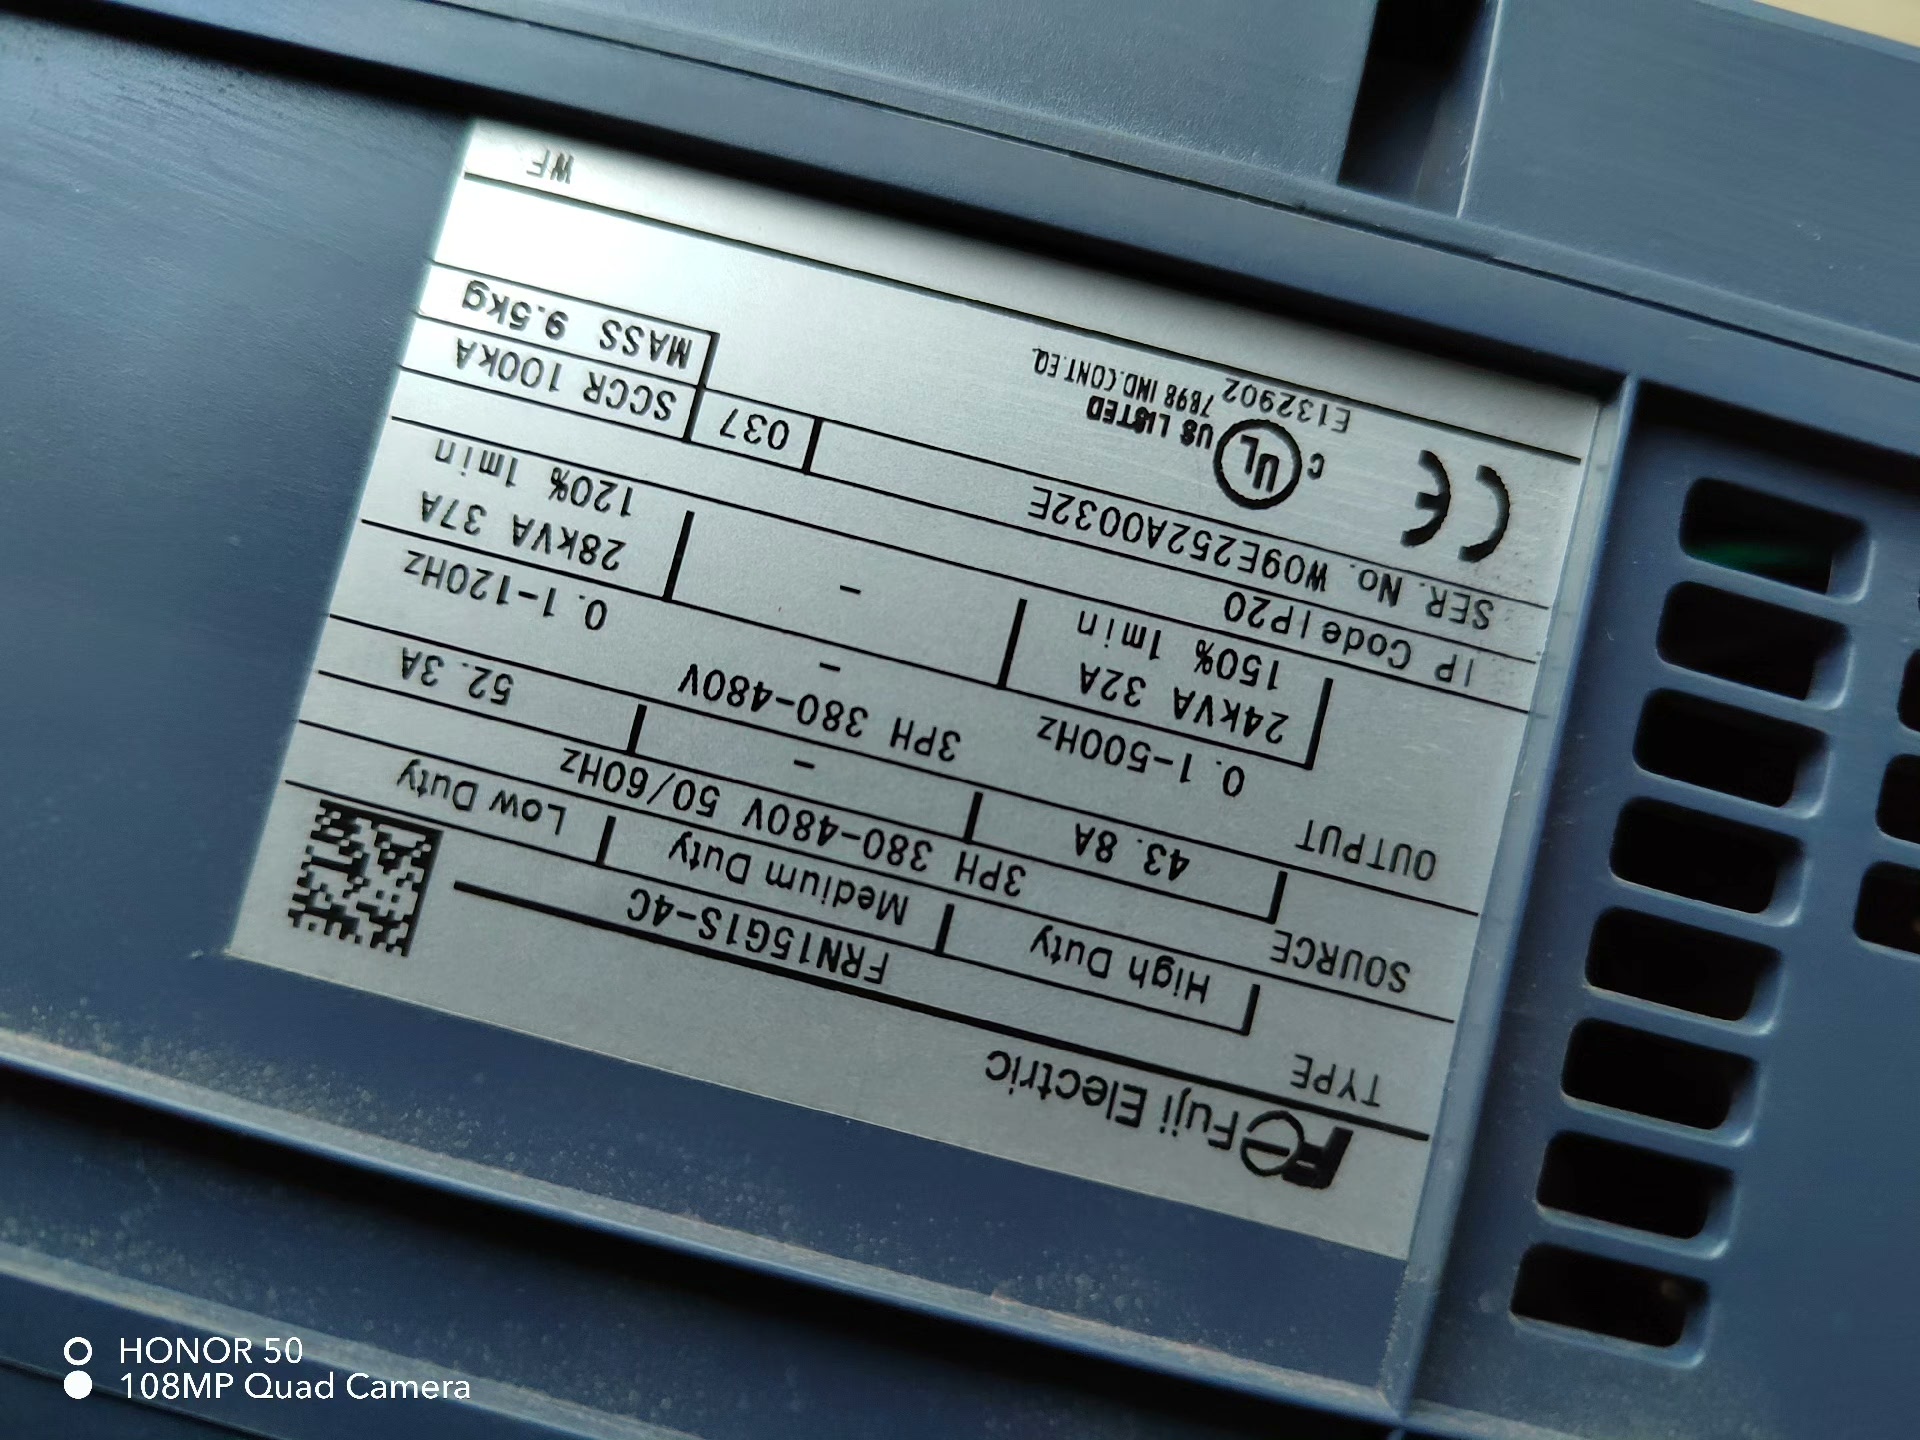 Fuji Electric
TYPE FRN15G1S-4C
High Duty Medium Duty Low Duty
SOURCE 3PH 380-480V 50/60Hz
43.8A - 52.3A
OUTPUT 3PH 380-480V
0.1-500Hz - 0.1-120Hz
24kVA 32A - 28kVA 37A
150% 1min 120% 1min
IP Code IP20 SCCR 100kA
SER. No. W09E252A0032E 037 MASS 9.5kg
CE c UL US LISTED 7898 IND.CONT.EQ.
E132902
WF
HONOR 50
108MP Quad Camera